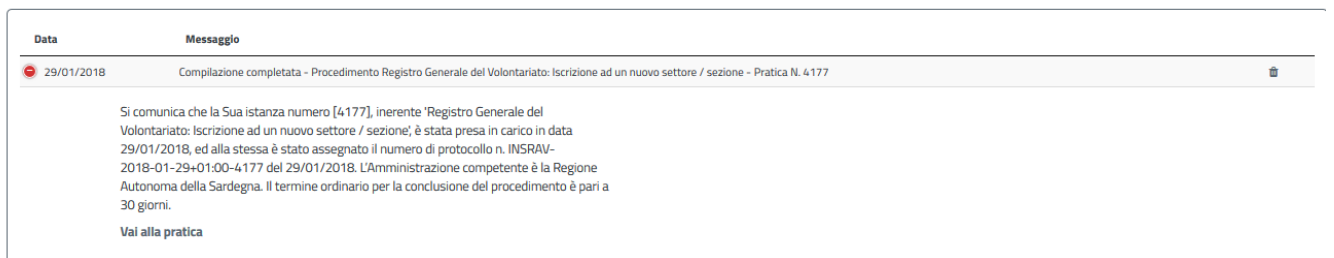 Data Messaggio
29/01/2018 Compilazione completata - Procedimento Registro Generale del Volontariato: Iscrizione ad un nuovo settore / sezione - Pratica N. 4177
Si comunica che la Sua istanza numero [4177], inerente 'Registro Generale del
Volontariato: Iscrizione ad un nuovo settore / sezione', è stata presa in carico in data
29/01/2018, ed alla stessa è stato assegnato il numero di protocollo n. INSRAV-
2018-01-29+01:00-4177 del 29/01/2018. L'Amministrazione competente è la Regione
Autonoma della Sardegna. Il termine ordinario per la conclusione del procedimento è pari a
30 giorni.
Vai alla pratica